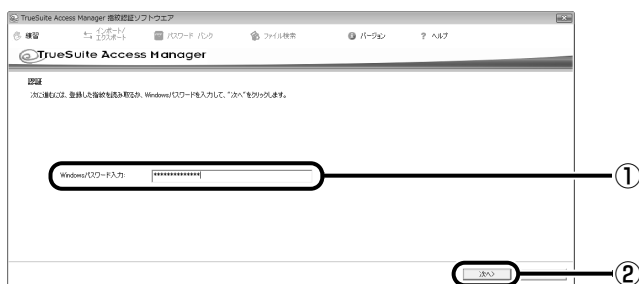 TrueSuite Access Manager 指紋認証ソフトウエア
練習 インポート/エクスポート パスワード バンク ファイル検索 バージョン ? ヘルプ
TrueSuite Access Manager
認証
次に進むには、登録した指紋を読み取るか、Windowsパスワードを入力して、"次へ"をクリックします。
Windowsパスワード入力: **************
①
次へ>
②